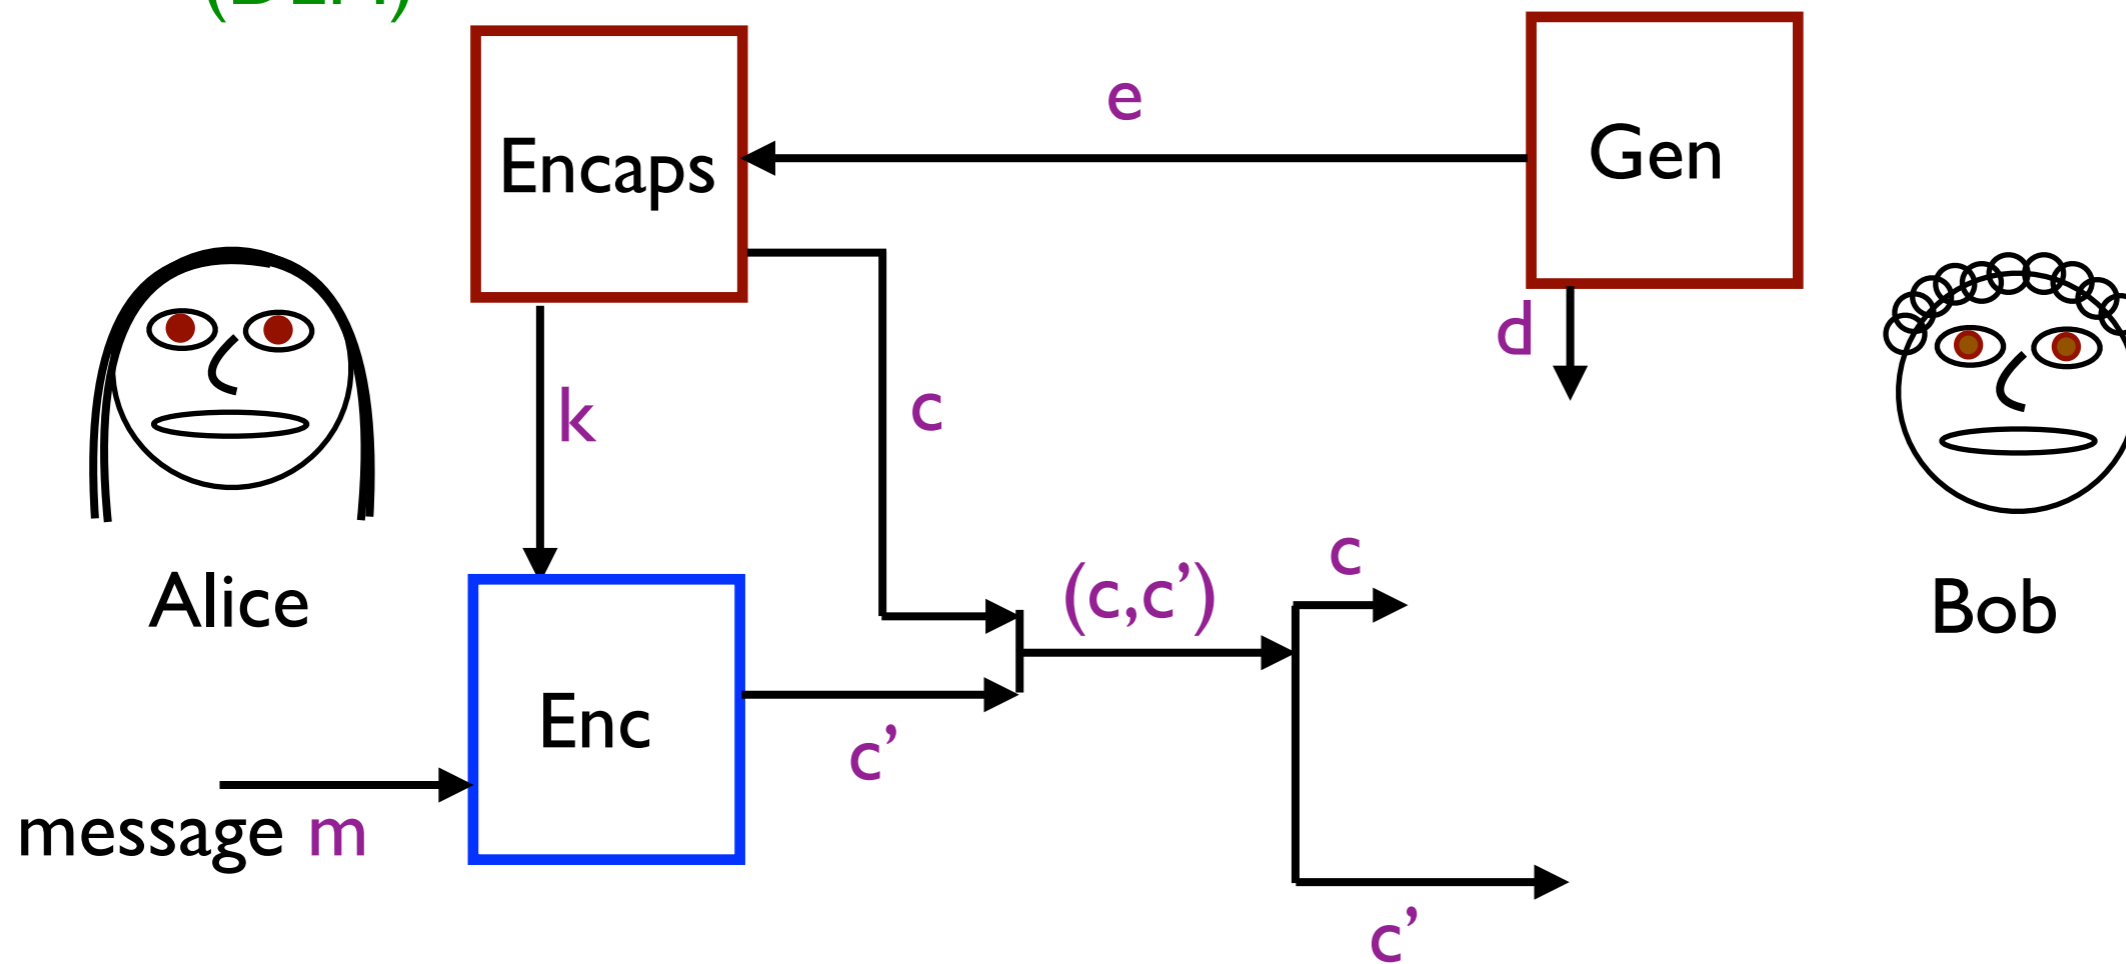 e
Encaps
Gen
d
k
c
c
(c,c’)
Alice
Bob
Enc
c’
message m
c’